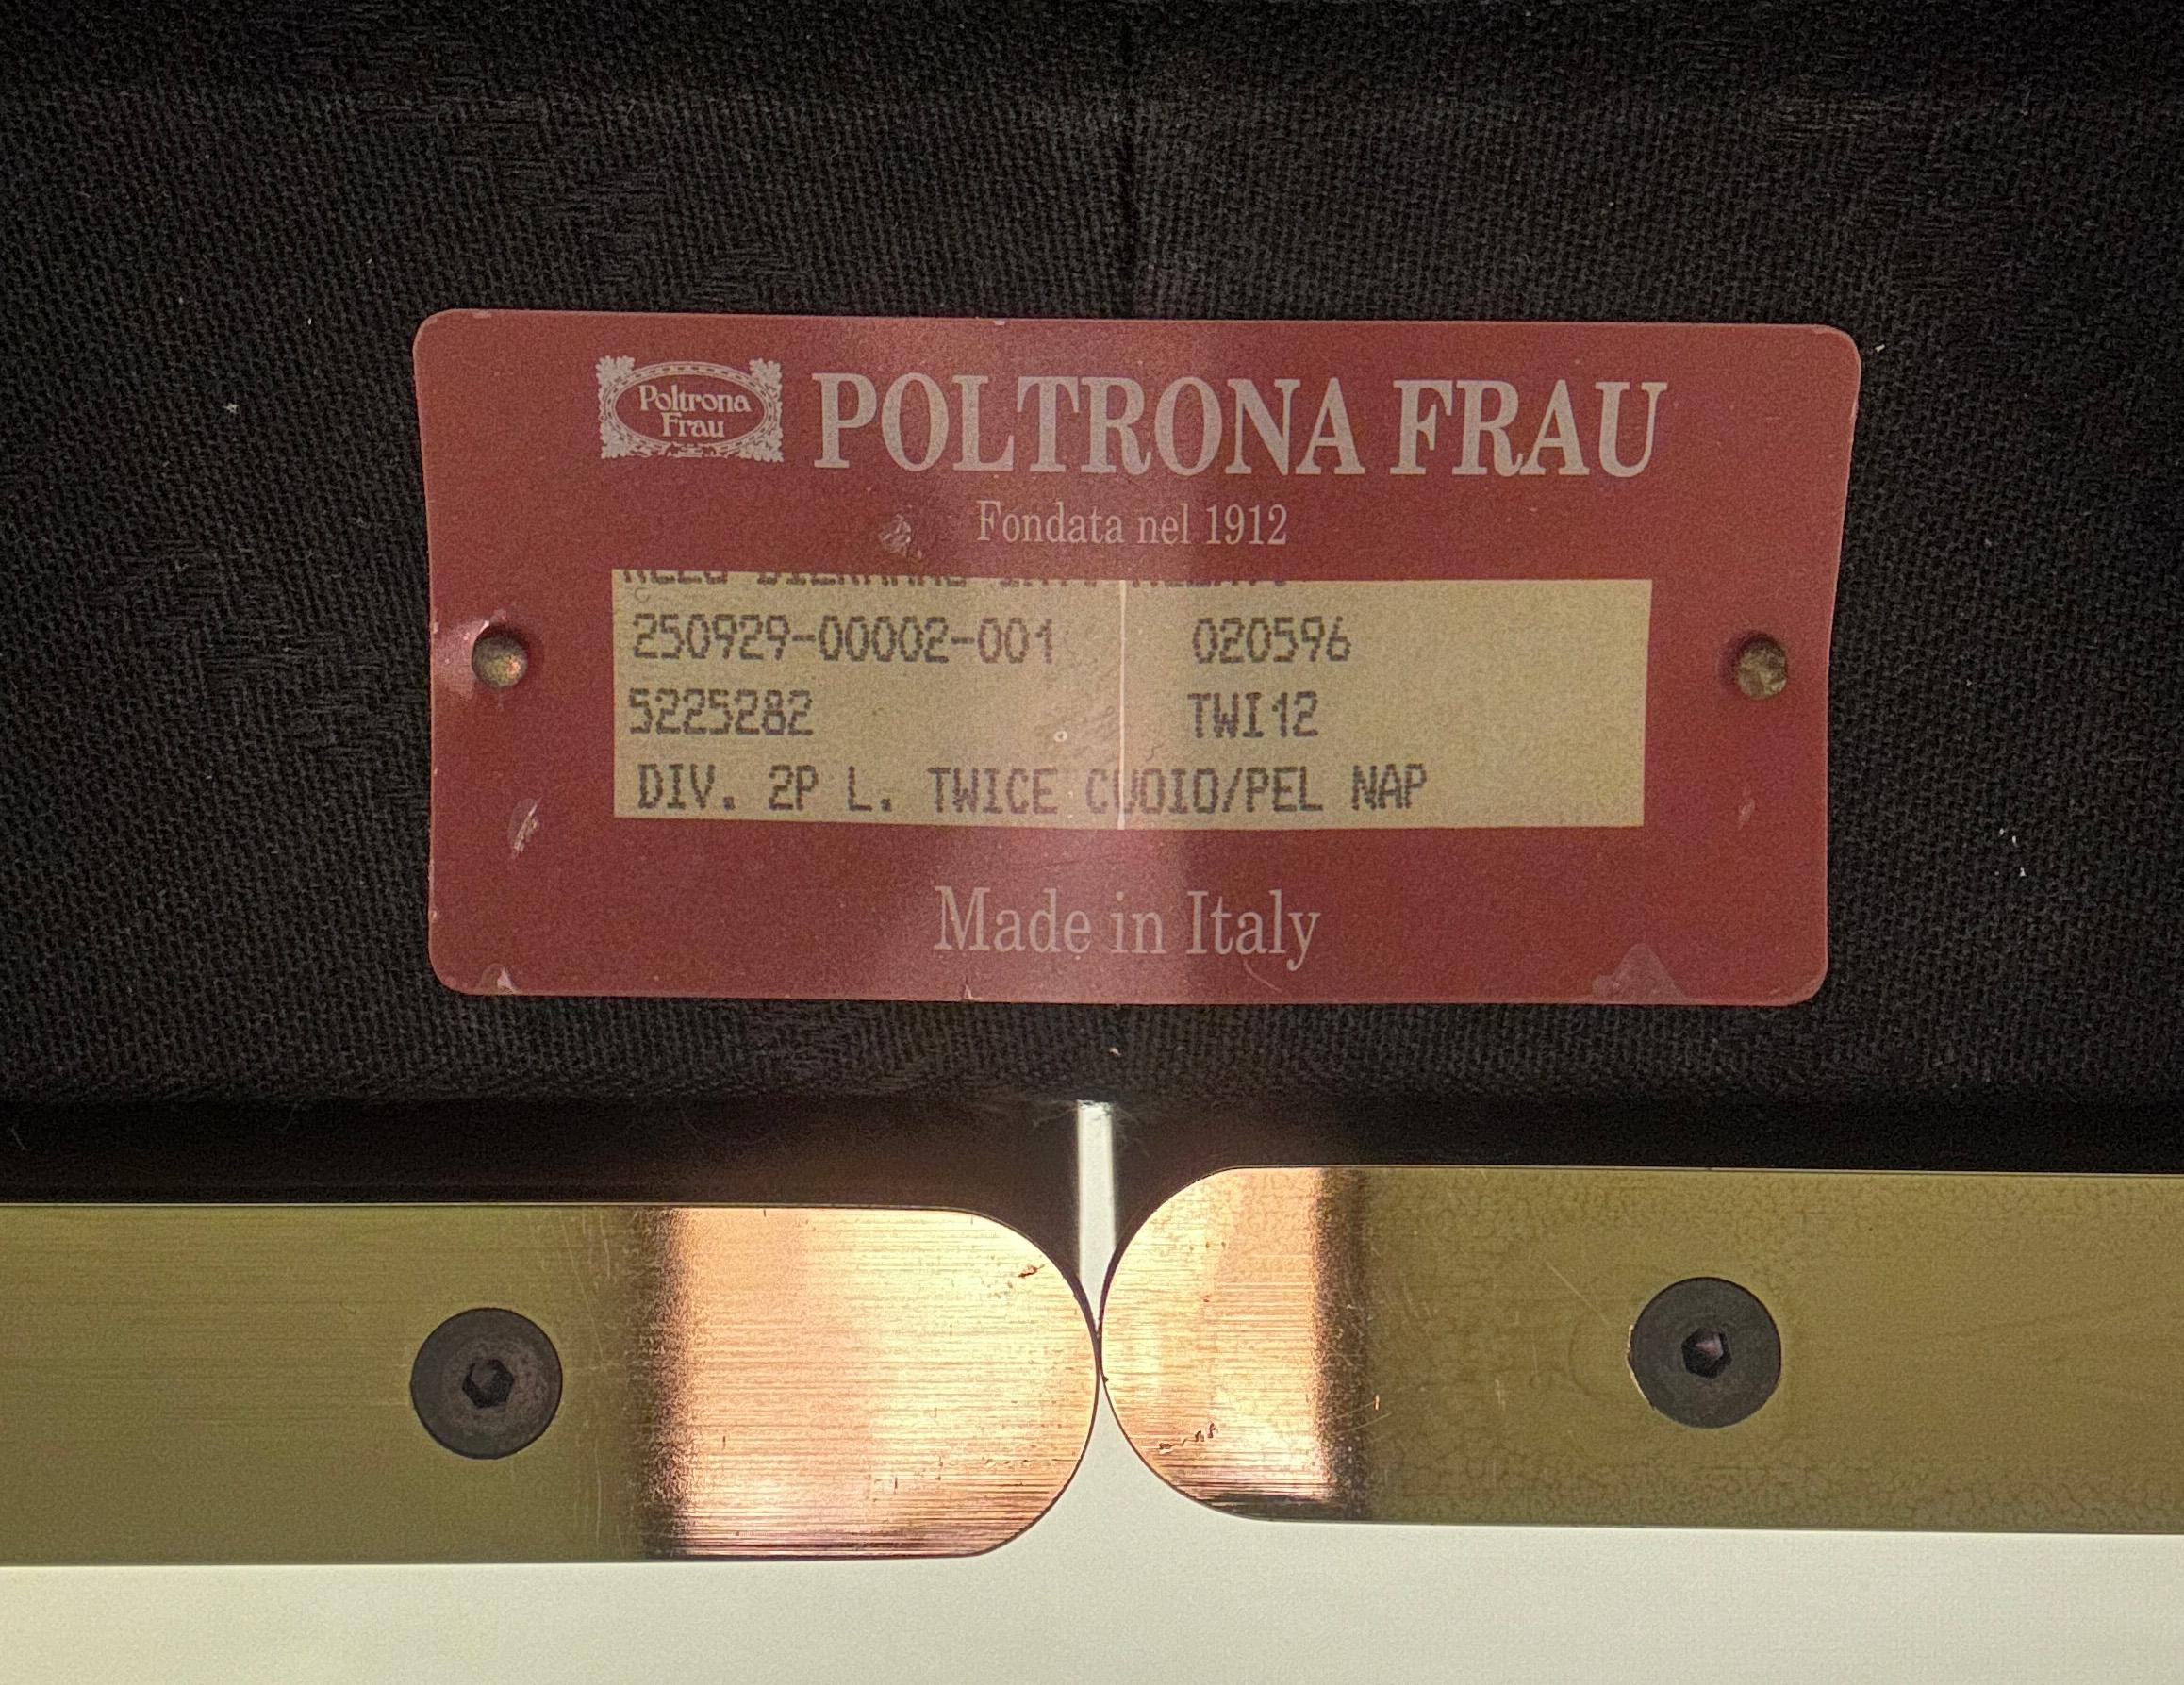 Poltrona
Frau
POLTRONA FRAU
Fondata nel 1912
250929-00002-001 020596
5225282 TWI12
DIV. 2P L. TWICE CUOIO/PEL NAP
Made in Italy